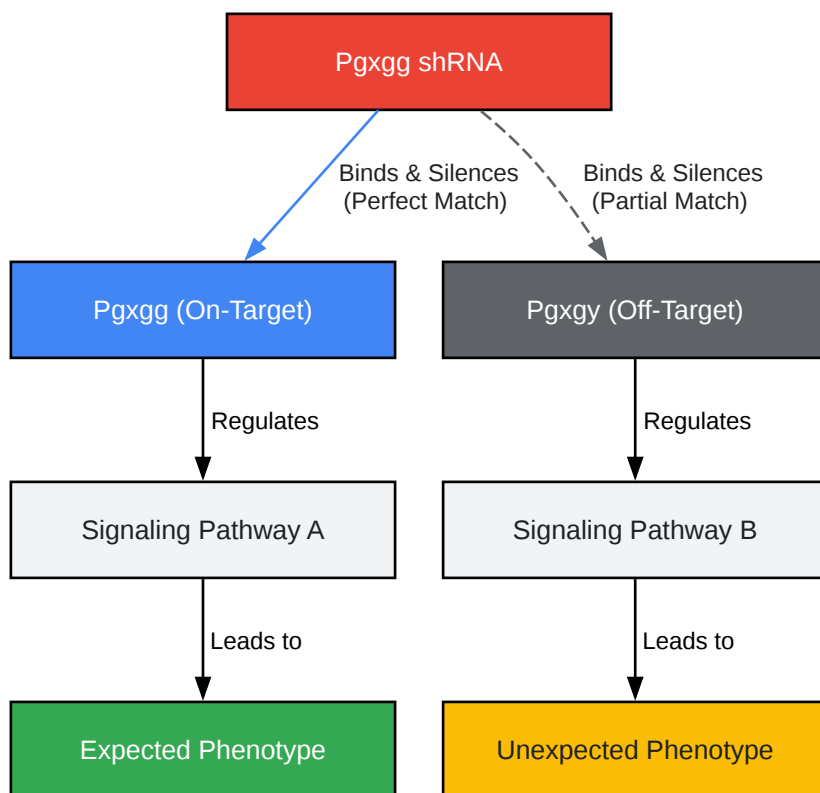 Pgxgg shRNA
Binds & Silences
(Perfect Match)
Binds & Silences
(Partial Match)
Pgxgg (On-Target)
Pgxgy (Off-Target)
Regulates
Regulates
Signaling Pathway A
Signaling Pathway B
Leads to
Leads to
Expected Phenotype
Unexpected Phenotype